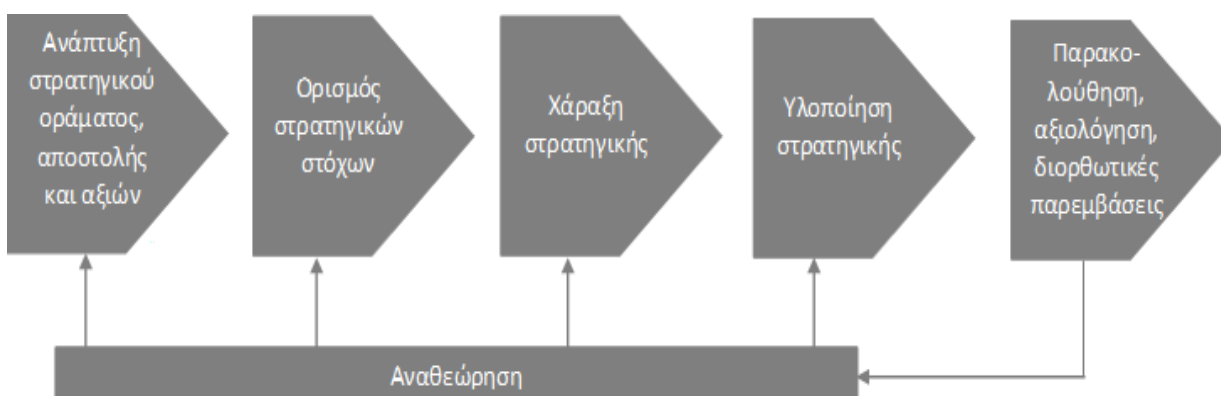 Ανάπτυξη
στρατηγικού
οράματος,
αποστολής
και αξιών
Ορισμός
στρατηγικών
στόχων
Χάραξη
στρατηγικής
Υλοποίηση
στρατηγικής
Παρακο-
λούθηση,
αξιολόγηση,
διορθωτικές
παρεμβάσεις
Αναθεώρηση